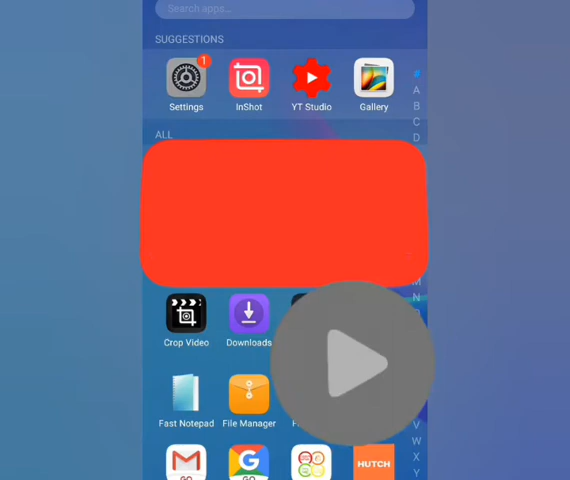 Search apps...
SUGGESTIONS
1
Settings InShot YT Studio Gallery
ALL
A
B
C
D
M
N
Crop Video Downloads
Fast Notepad File Manager
V
W
X
Y
GO GO HUTCH